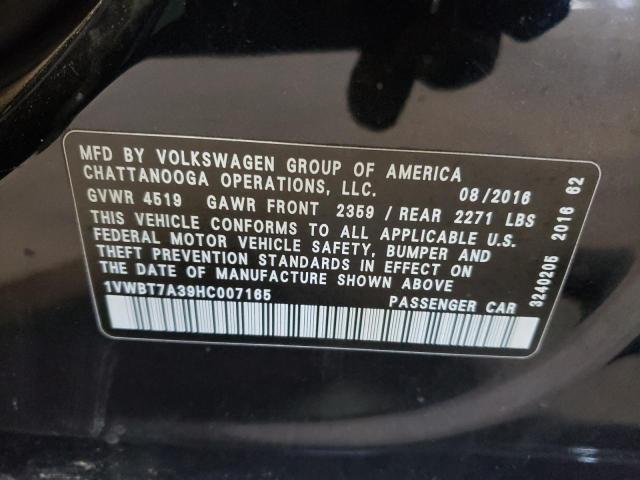 MFD BY VOLKSWAGEN GROUP OF AMERICA
CHATTANOOGA OPERATIONS, LLC. 08/2016
GVWR 4519 GAWR FRONT 2359 / REAR 2271 LBS
THIS VEHICLE CONFORMS TO ALL APPLICABLE U.S.
FEDERAL MOTOR VEHICLE SAFETY, BUMPER AND
THEFT PREVENTION STANDARDS IN EFFECT ON
THE DATE OF MANUFACTURE SHOWN ABOVE
1VWBT7A39HC007165 PASSENGER CAR
3240205 2016 62